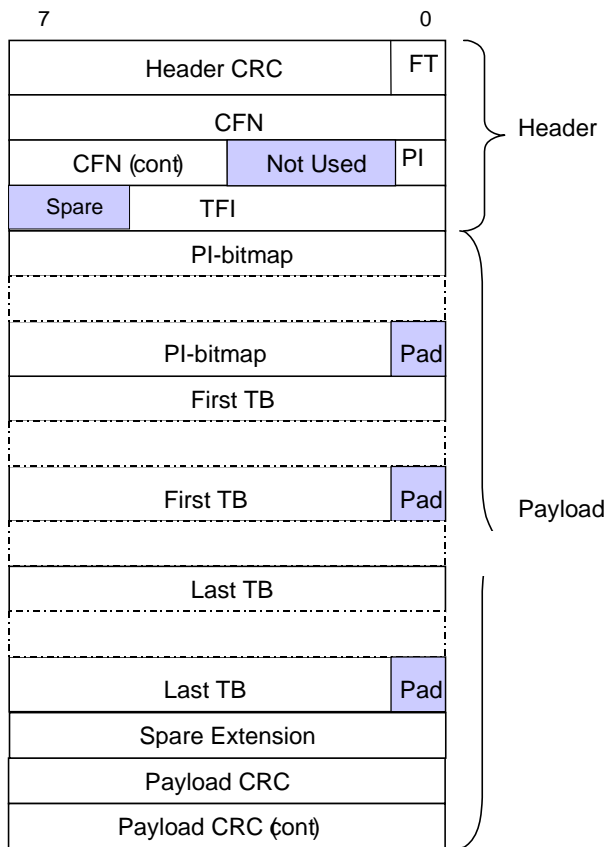 7 0
Header CRC FT
CFN
CFN (cont) Not Used PI
Spare TFI
Header
PI-bitmap
PI-bitmap Pad
First TB
First TB Pad
Payload
Last TB
Last TB Pad
Spare Extension
Payload CRC
Payload CRC (cont)